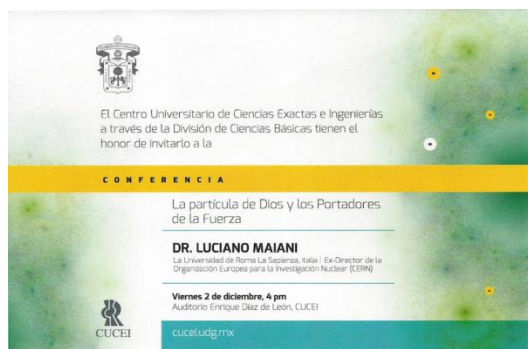 El Centro Universitario de Ciencias Exactas e Ingenierías
a través de la División de Ciencias Básicas tienen el
honor de invitarlo a la
CONFERENCIA
La partícula de Dios y los Portadores
de la Fuerza
DR. LUCIANO MAIANI
La Universidad de Roma La Sapienza, Italia | Ex-Director de la
Organización Europea para la Investigación Nuclear (CERN)
Viernes 2 de diciembre, 4 pm
Auditorio Enrique Díaz de León, CUCEI
CUCEI
cucei.udg.mx